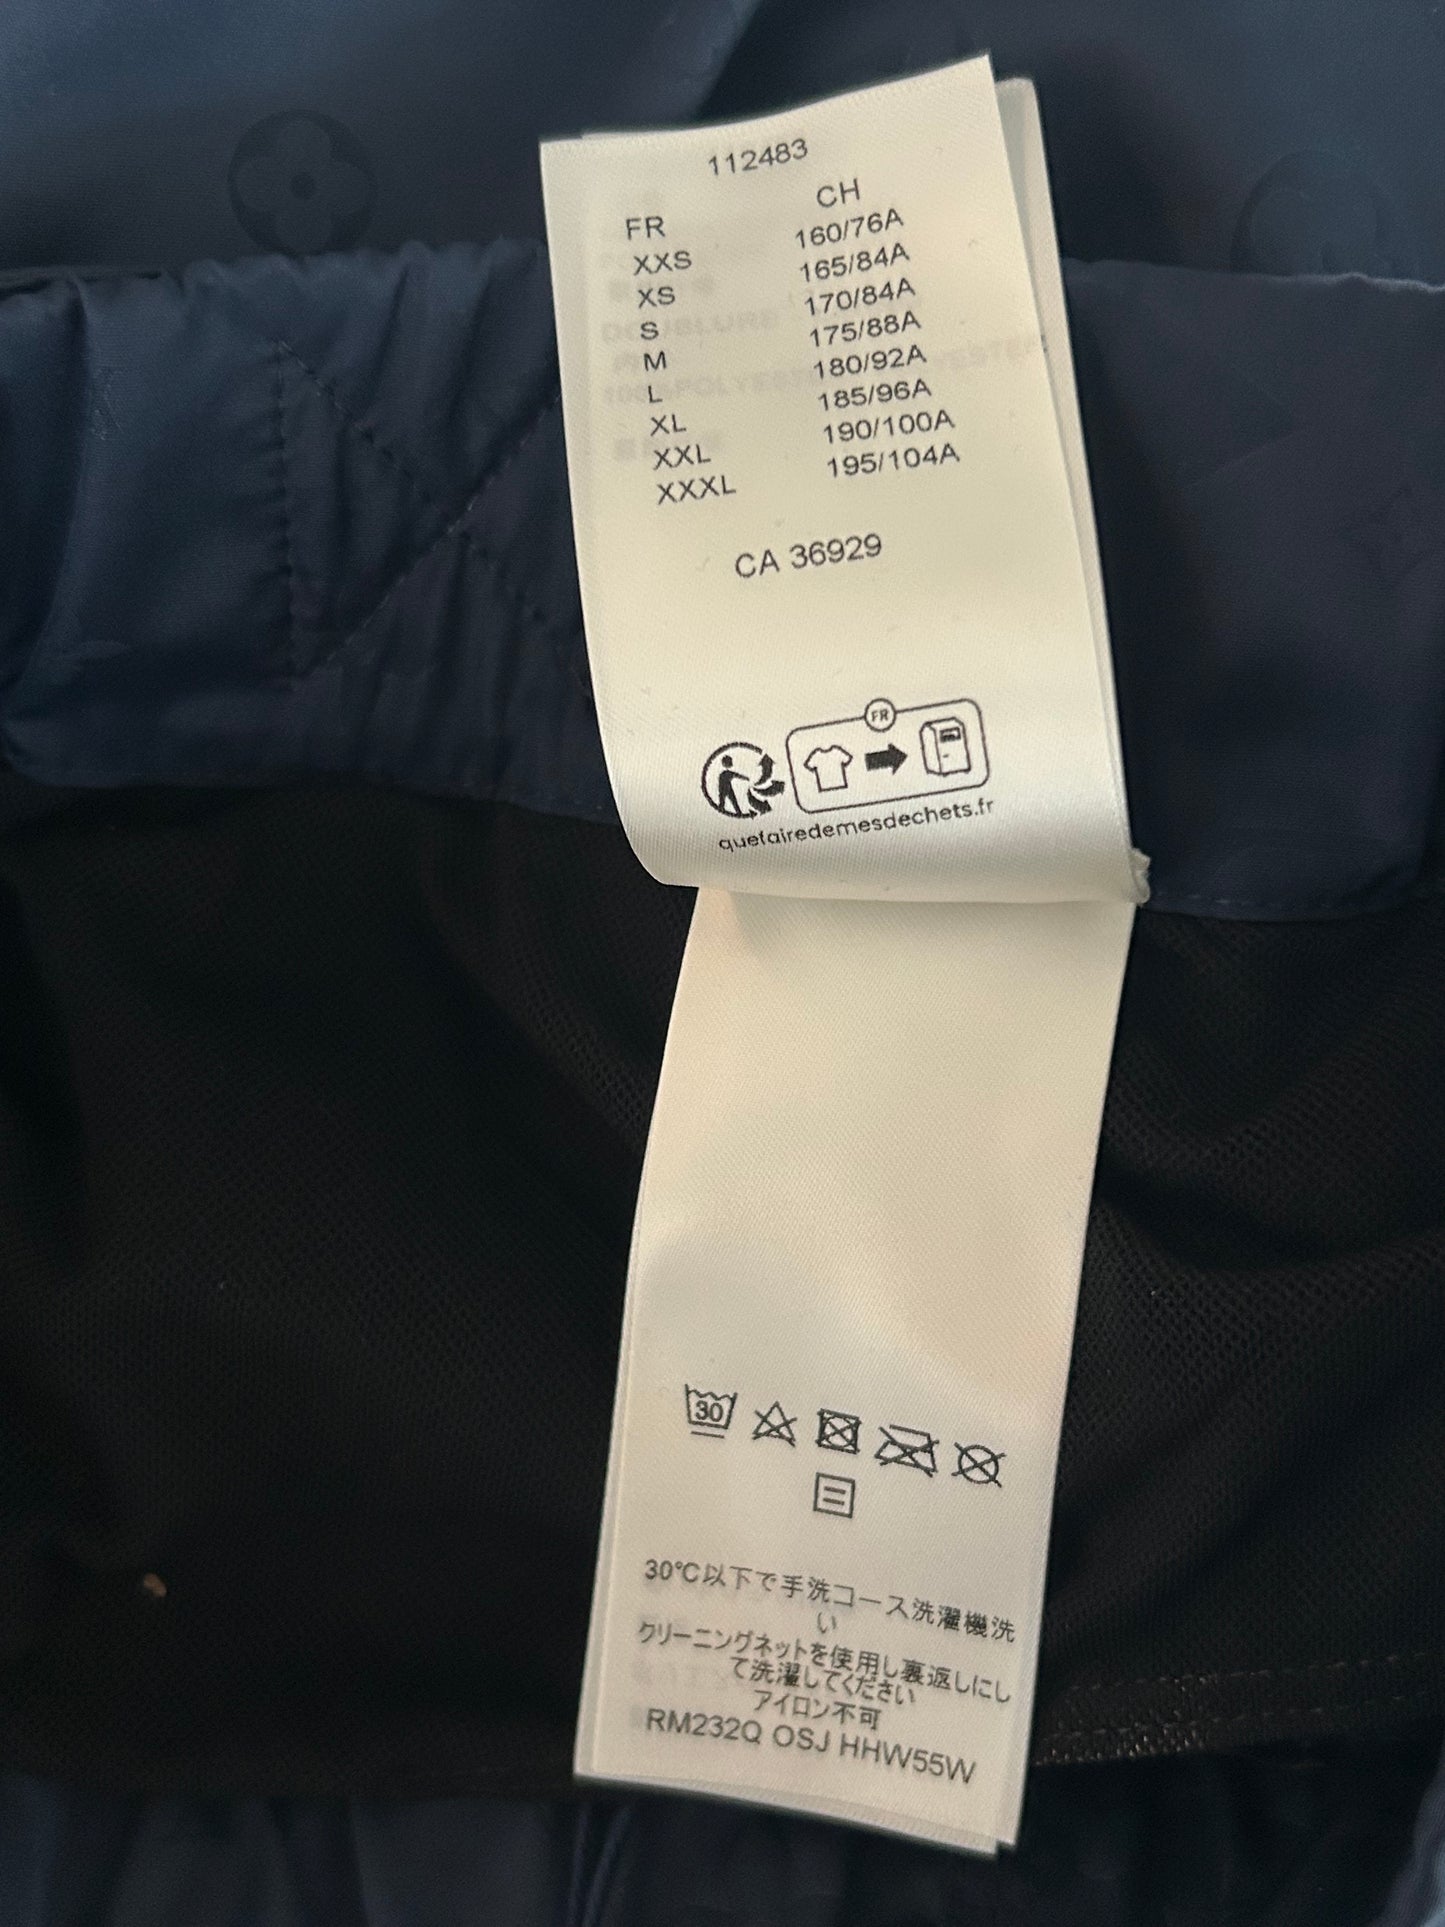 112483
FR CH
XXS 160/76A
XS 165/84A
S 170/84A
M 175/88A
L 180/92A
XL 185/96A
XXL 190/100A
XXXL 195/104A
CA 36929
FR
quefairedemesdechets.fr
30
30℃以下で手洗コース洗濯機洗
い
クリーニングネットを使用し裏返しにし
て洗濯してください
アイロン不可
RM232Q OSJ HHW55W